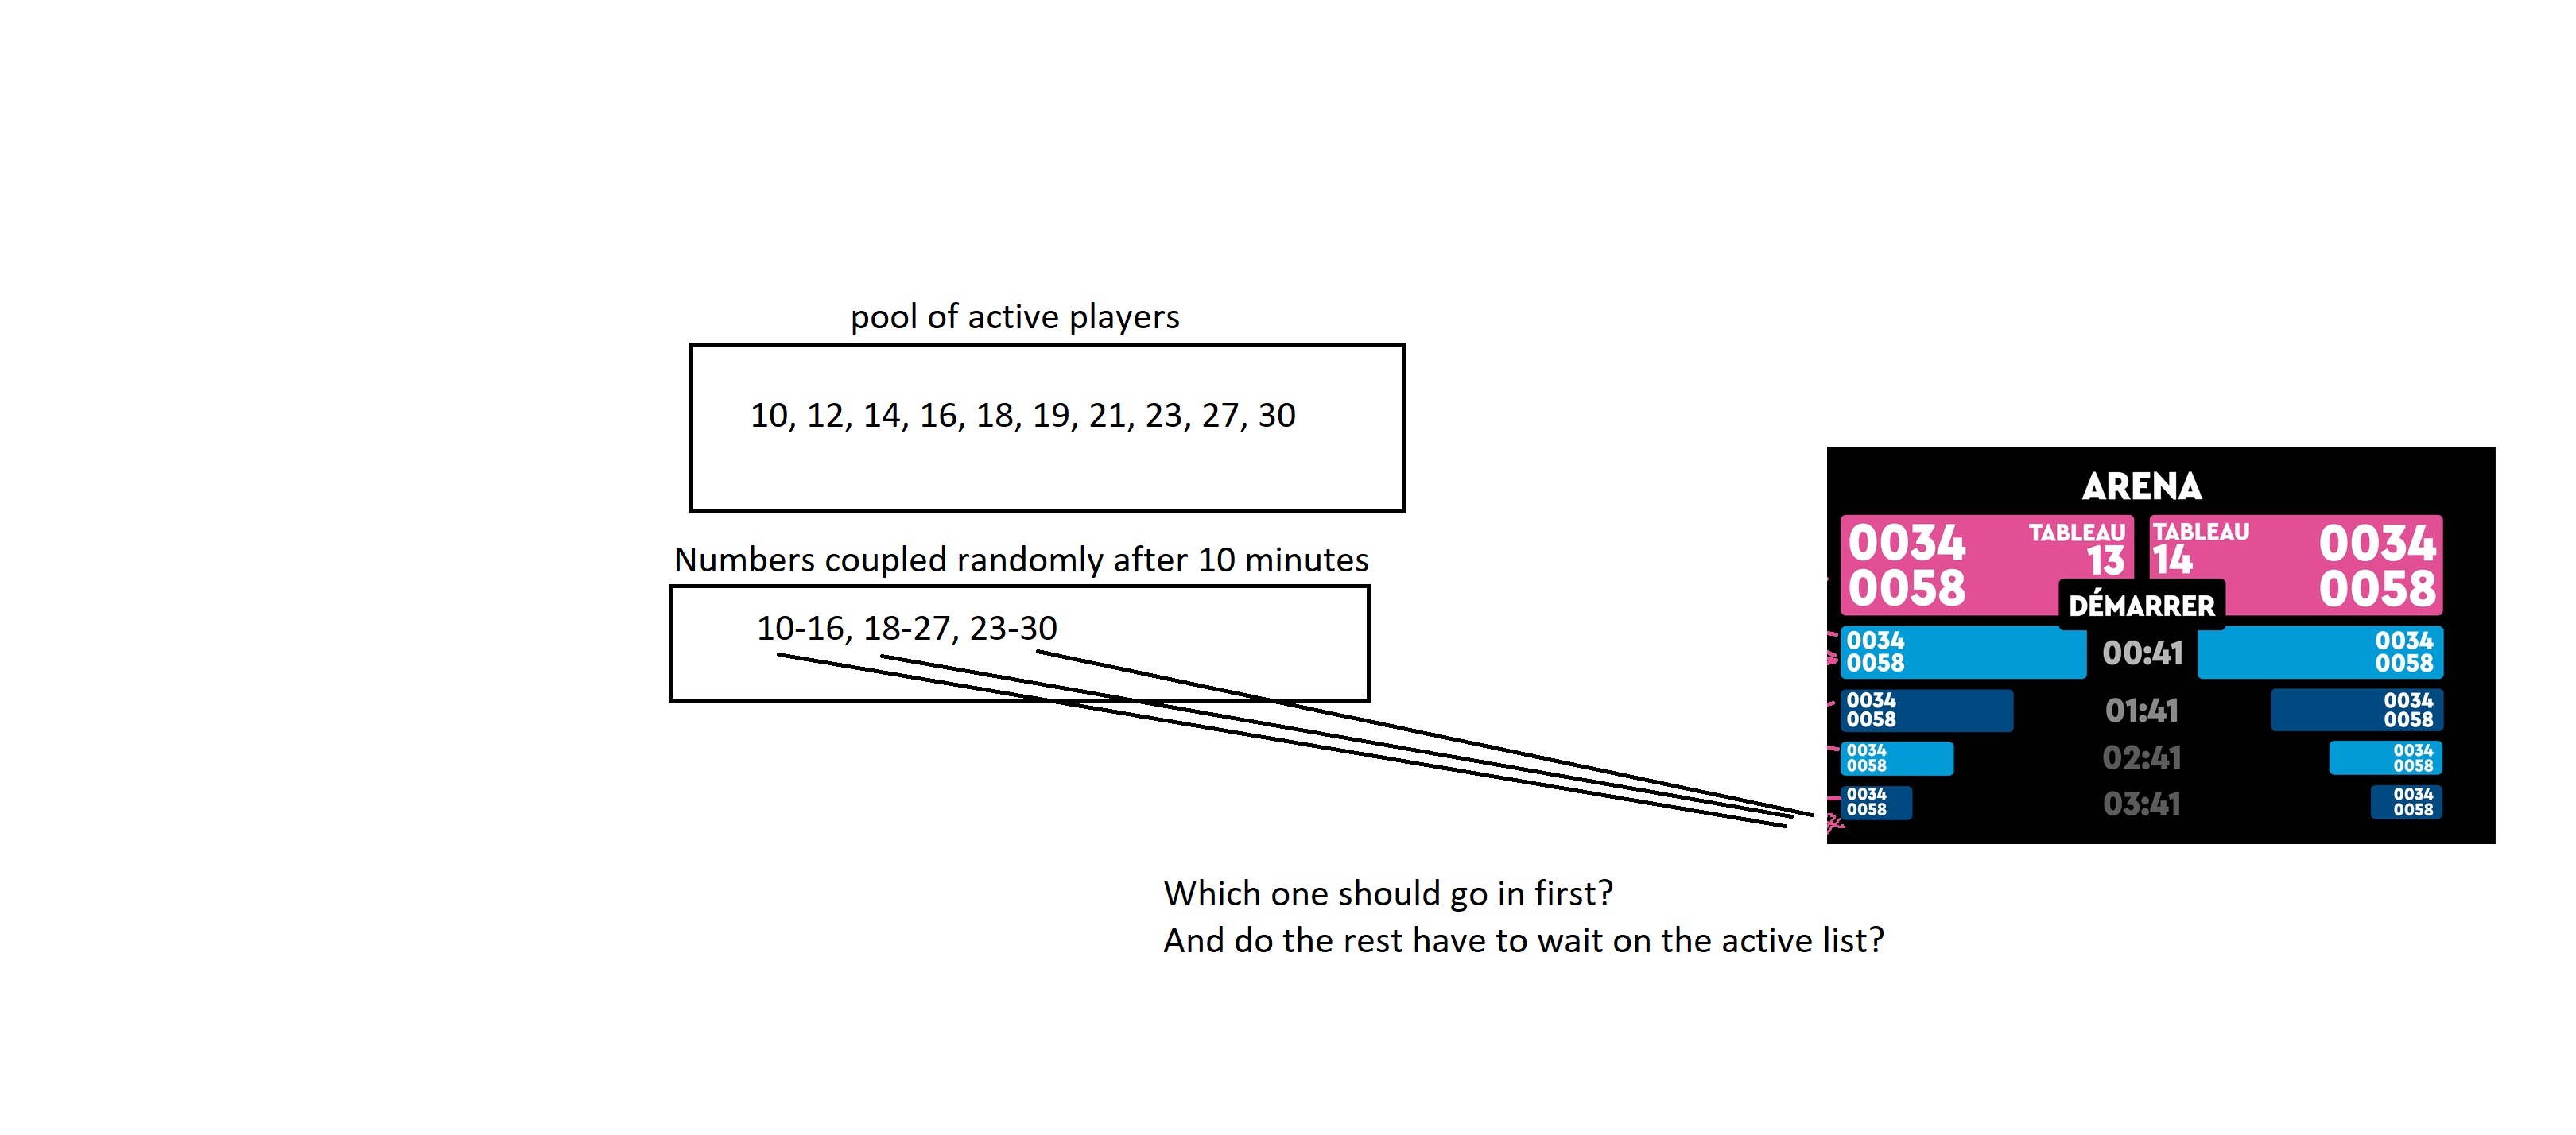 pool of active players
10, 12, 14, 16, 18, 19, 21, 23, 27, 30
Numbers coupled randomly after 10 minutes
10-16, 18-27, 23-30
Which one should go in first?
And do the rest have to wait on the active list?
ARENA
0034 TABLEAU TABLEAU 0034
0058 13 14 0058
DÉMARRER
0034 0034
0058 00:41 0058
0034 0034
0058 01:41 0058
0034 0034
0058 02:41 0058
0034 0034
0058 03:41 0058